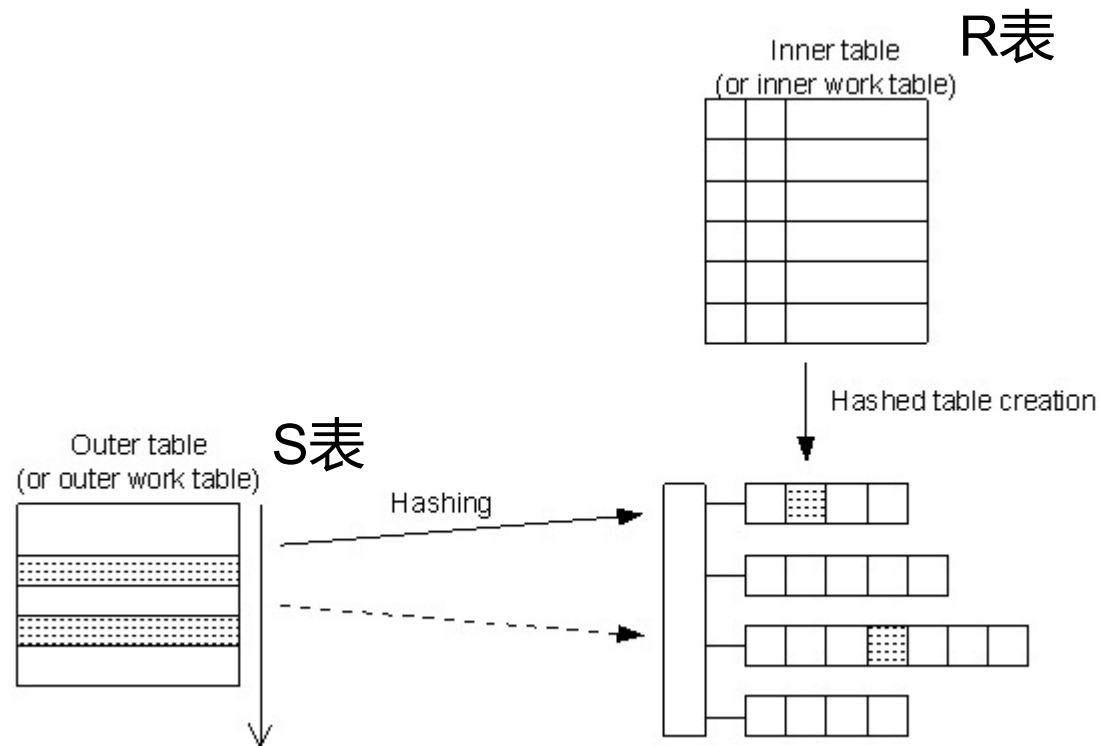 R表
Inner table
(or inner work table)
Hashed table creation
S表
Outer table
(or outer work table)
Hashing